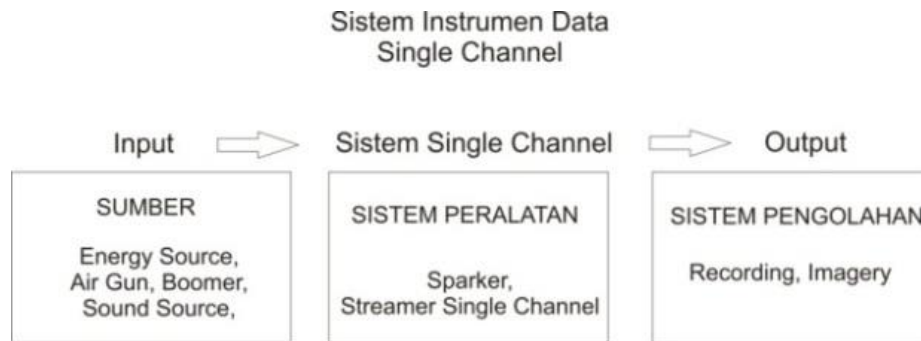 Sistem Instrumen Data
Single Channel
Input
Sistem Single Channel
Output
SUMBER
Energy Source,
Air Gun, Boomer,
Sound Source,
SISTEM PERALATAN
Sparker,
Streamer Single Channel
SISTEM PENGOLAHAN
Recording, Imagery